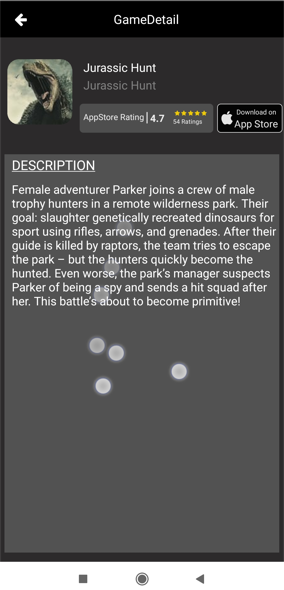 GameDetail
Jurassic Hunt
Jurassic Hunt
AppStore Rating
4.7
54 Ratings
Download on
App Store
DESCRIPTION
Female adventurer Parker joins a crew of male
trophy hunters in a remote wilderness park. Their
goal: slaughter genetically recreated dinosaurs for
sport using rifles, arrows, and grenades. After their
guide is killed by raptors, the team tries to escape
the park – but the hunters quickly become the
hunted. Even worse, the park’s manager suspects
Parker of being a spy and sends a hit squad after
her. This battle’s about to become primitive!